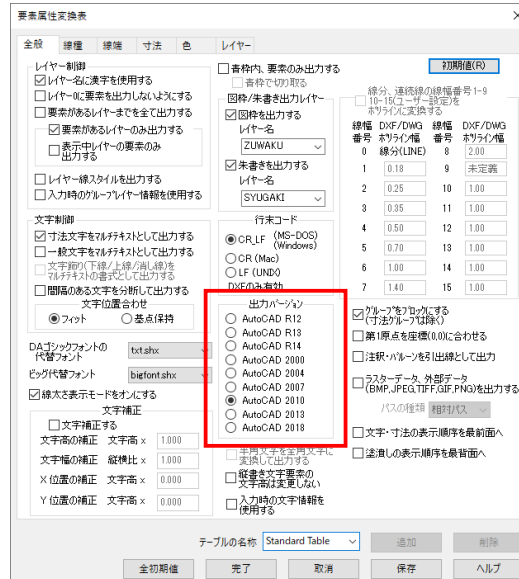 要素属性変換表
全般 線種 線端 寸法 色 レイヤー
レイヤー制御
レイヤー名に漢字を使用する
レイヤー0に要素を出力しないようにする
要素があるレイヤーまでを全て出力する
要素があるレイヤーのみ出力する
表示中レイヤーの要素のみ
出力する
レイヤー線スタイルを出力する
入力時のグループレイヤー情報を使用する
文字制御
寸法文字をマルチテキストとして出力する
一般文字をマルチテキストとして出力する
文字飾り(下線/上線/消し線)を
マルチテキストの書式として出力する
間隔のある文字を分断して出力する
文字位置合わせ
フィット 基点保持
DAゴシックフォントの
代替フォント txt.shx
ビッグ代替フォント bigfont.shx
線太さ表示モードをオンにする
文字補正
文字補正する
文字高の補正 文字高 x 1.000
文字幅の補正 縦横比 x 1.000
X 位置の補正 文字高 x 0.000
Y 位置の補正 文字高 x 0.000
書枠内、要素のみ出力する
書枠で切り取る
図枠/朱書き出力レイヤー
図枠を出力する
レイヤー名
ZUWAKU
朱書きを出力する
レイヤー名
SYUGAKI
行末コード
CR_LF (MS-DOS)
(Windows)
CR (Mac)
LF (UNIX)
DXFのみ有効
出力バージョン
AutoCAD R12
AutoCAD R13
AutoCAD R14
AutoCAD 2000
AutoCAD 2004
AutoCAD 2007
AutoCAD 2010
AutoCAD 2013
AutoCAD 2018
半角文字を全角文字に
変換して出力する
縦書き文字要素の
文字高は変更しない
入力時の文字情報を
使用する
初期値(R)
線分、連続線の線幅番号1-9
10-15(ユーザー設定)を
ポリラインに変換する
線幅 DXF/DWG 線幅 DXF/DWG
番号 ポリライン幅 番号 ポリライン幅
0 線分(LINE) 8 2.00
1 0.18 9 未定義
2 0.25 10 1.00
3 0.35 11 1.00
4 0.50 12 1.00
5 0.70 13 1.00
6 1.00 14 1.00
7 1.40 15 1.00
グループをブロックにする
(寸法グループは除く)
第1原点を座標(0,0)に合わせる
注釈・バルーンを引出線として出力
ラスターデータ、外部データ
(BMP,JPEG,TIFF,GIF,PNG)を出力する
パスの種類 相対パス
文字・寸法の表示順序を最前面へ
塗潰しの表示順序を最背面へ
テーブルの名称 Standard Table 追加 削除
全初期値 完了 取消 保存 ヘルプ